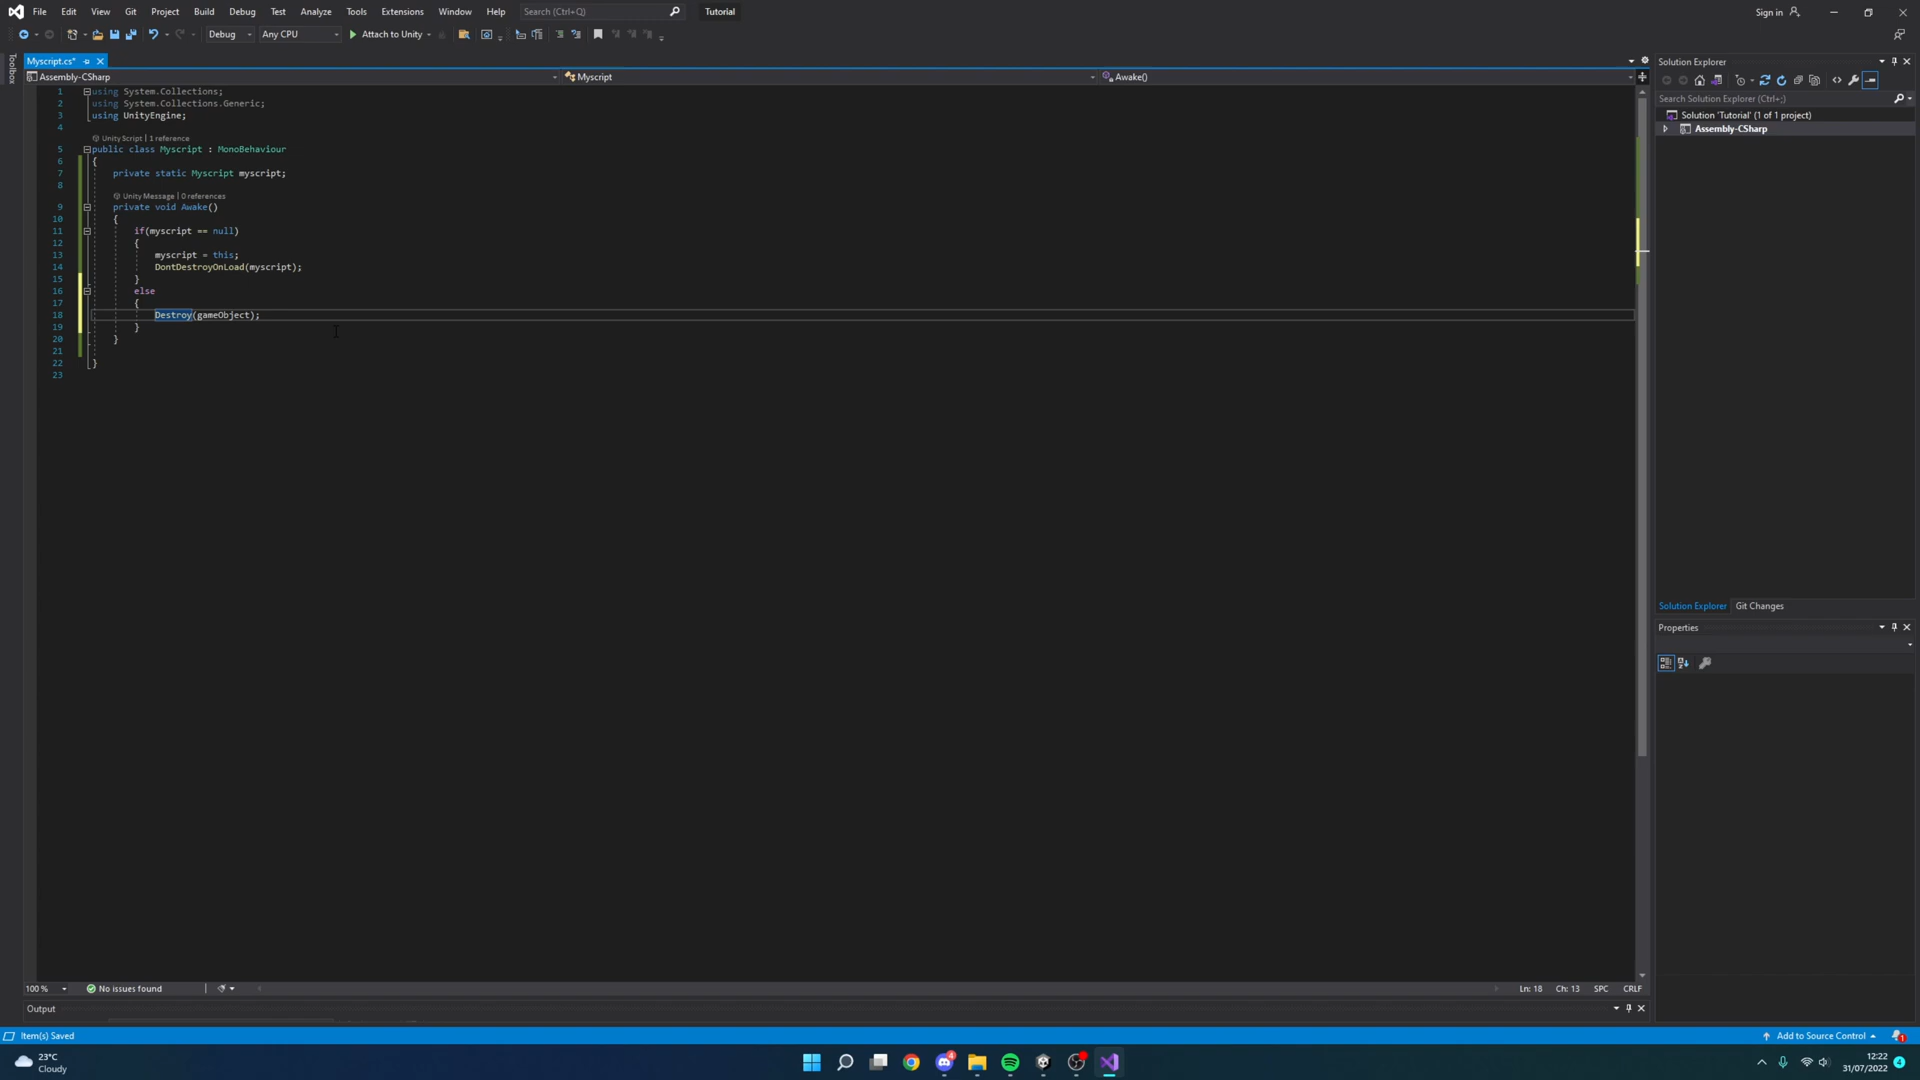 File Edit View Git Project Build Debug Test Analyze Tools Extensions Window Help Search (Ctrl+Q) Tutorial Sign in
Debug Any CPU Attach to Unity
Toolbox
Myscript.cs*
Assembly-CSharp Myscript Awake()
1 using System.Collections;
2 using System.Collections.Generic;
3 using UnityEngine;
4
Unity Script | 1 reference
5 public class Myscript : MonoBehaviour
6 {
7 private static Myscript myscript;
8
Unity Message | 0 references
9 private void Awake()
10 {
11 if(myscript == null)
12 {
13 myscript = this;
14 DontDestroyOnLoad(myscript);
15 }
16 else
17 {
18 Destroy(gameObject);
19 }
20 }
21
22 }
23
100 % No issues found Ln: 18 Ch: 13 SPC CRLF
Output
Solution Explorer
Search Solution Explorer (Ctrl+;)
Solution 'Tutorial' (1 of 1 project)
Assembly-CSharp
Solution Explorer Git Changes
Properties
Item(s) Saved Add to Source Control 1
23°C
Cloudy
4
12:22
31/07/2022
4